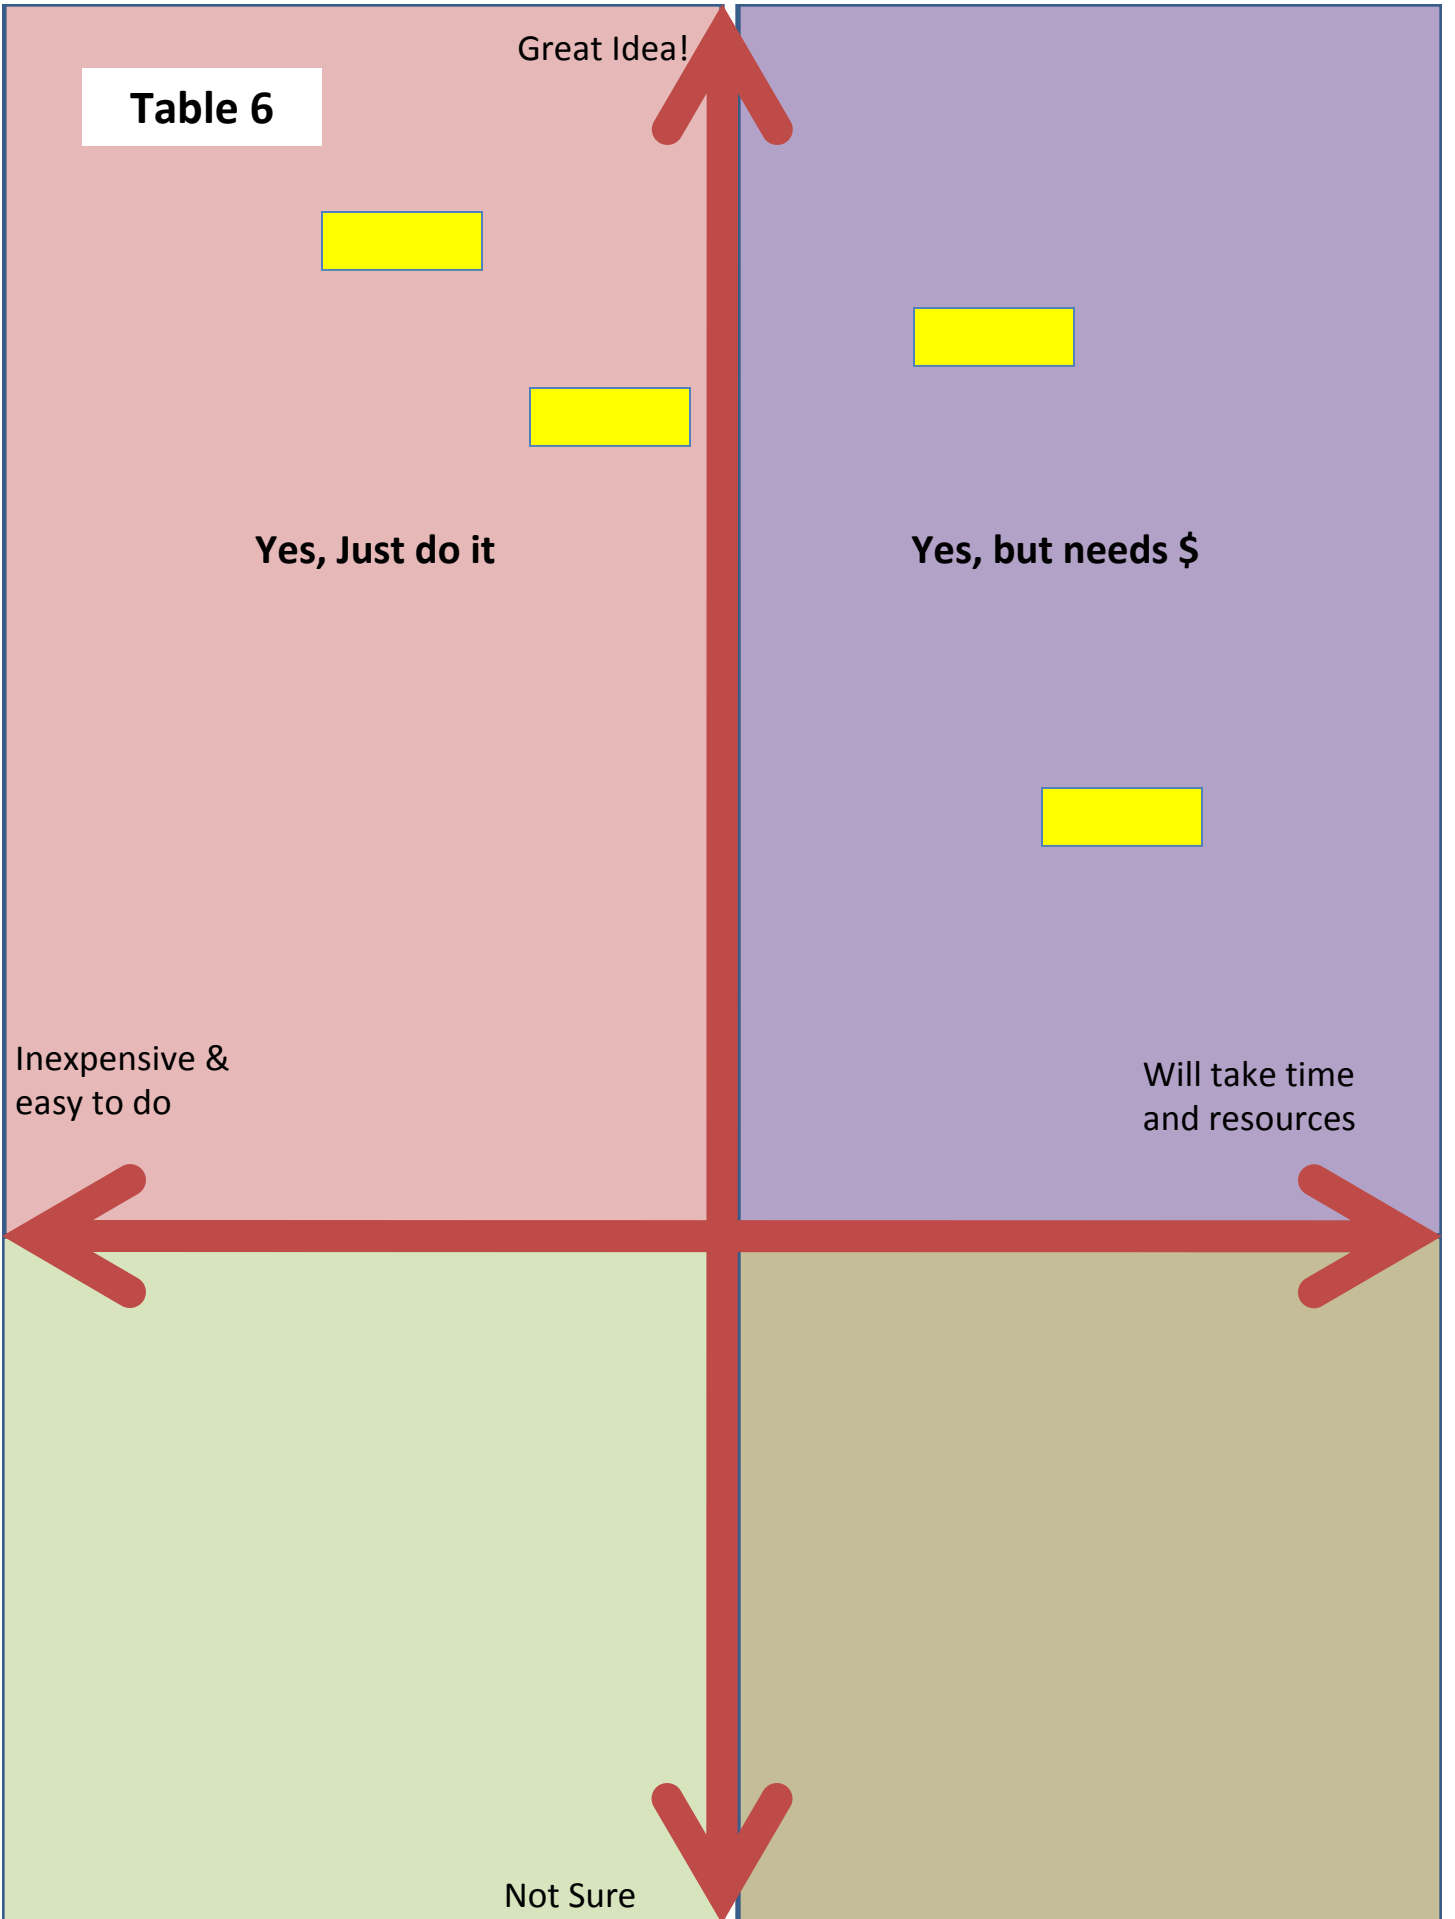 Great Idea!
Table 6
Yes, Just do it
Yes, but needs $
Inexpensive &
easy to do
Will take time
and resources
Not Sure